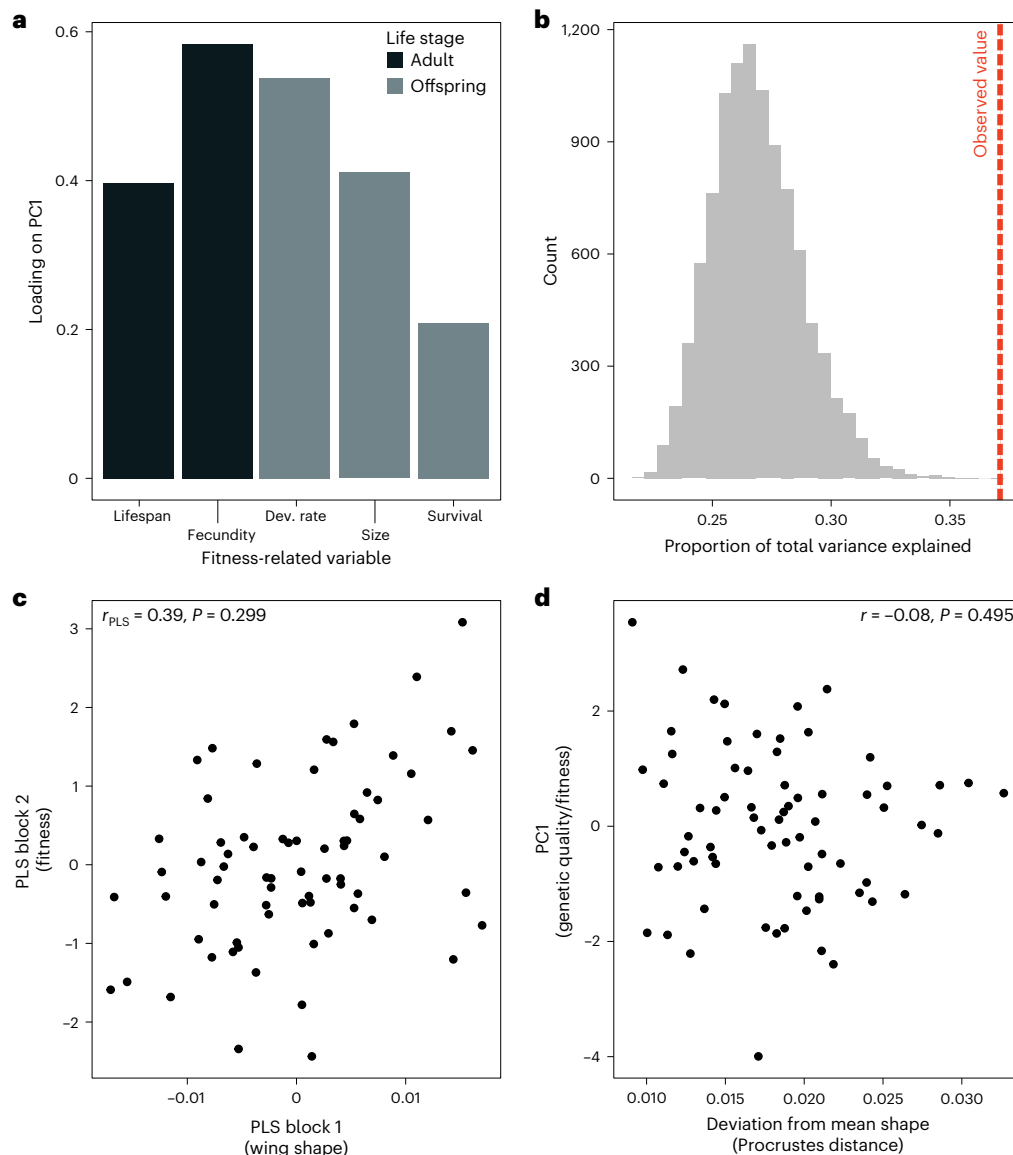 a
0.6
0.4
0.2
0
Loading on PC1
Life stage
Adult
Offspring
Lifespan
Fecundity
Dev. rate
Size
Survival
Fitness-related variable
b
1,200
900
600
300
0
Count
Observed value
0.25
0.30
0.35
Proportion of total variance explained
c
r_PLS = 0.39, P = 0.299
3
2
1
0
−1
−2
PLS block 2
(fitness)
−0.01
0
0.01
PLS block 1
(wing shape)
d
r = −0.08, P = 0.495
2
0
−2
−4
PC1
(genetic quality/fitness)
0.010
0.015
0.020
0.025
0.030
Deviation from mean shape
(Procrustes distance)